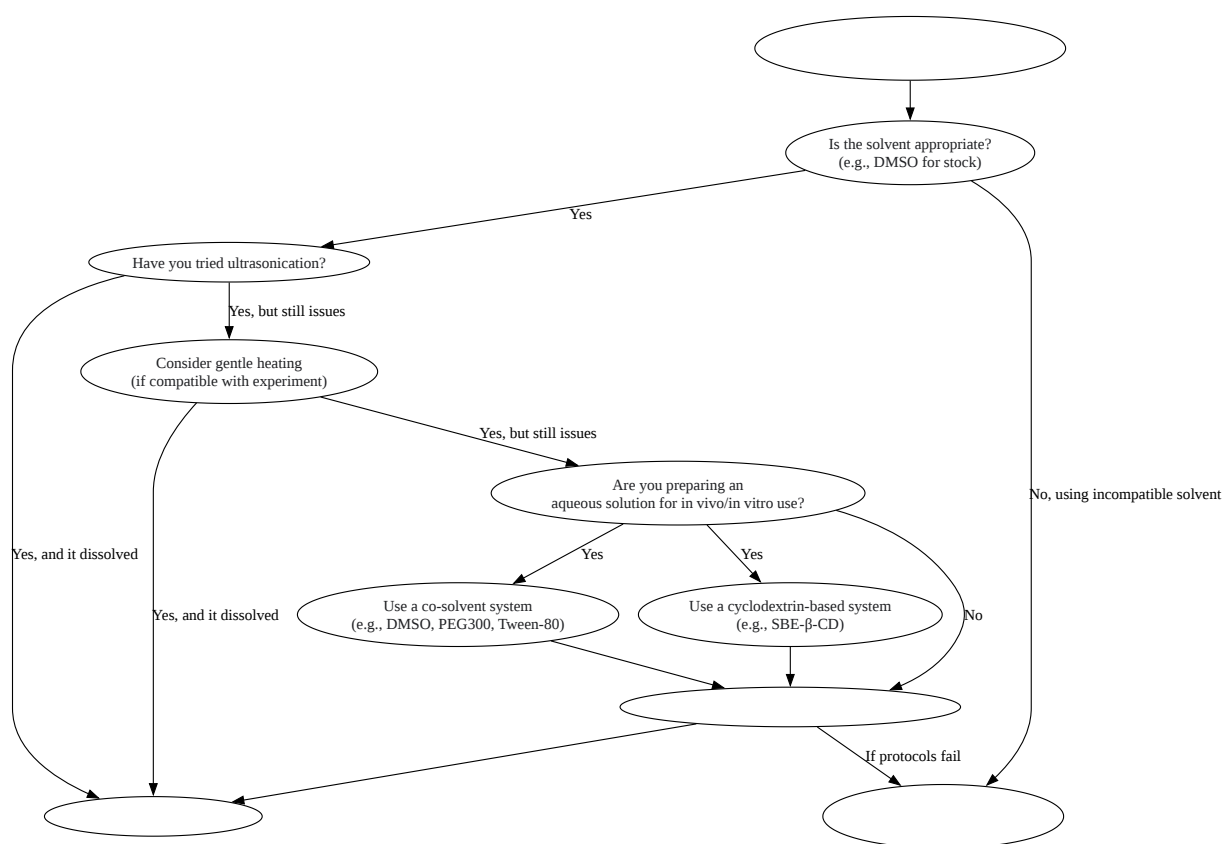 Is the solvent appropriate?
(e.g., DMSO for stock)
Yes
Have you tried ultrasonication?
Yes, but still issues
Consider gentle heating
(if compatible with experiment)
Yes, but still issues
Are you preparing an
aqueous solution for in vivo/in vitro use?
No, using incompatible solvent
Yes, and it dissolved
Yes
Yes
Yes, and it dissolved
Use a co-solvent system
(e.g., DMSO, PEG300, Tween-80)
Use a cyclodextrin-based system
(e.g., SBE-β-CD)
No
If protocols fail